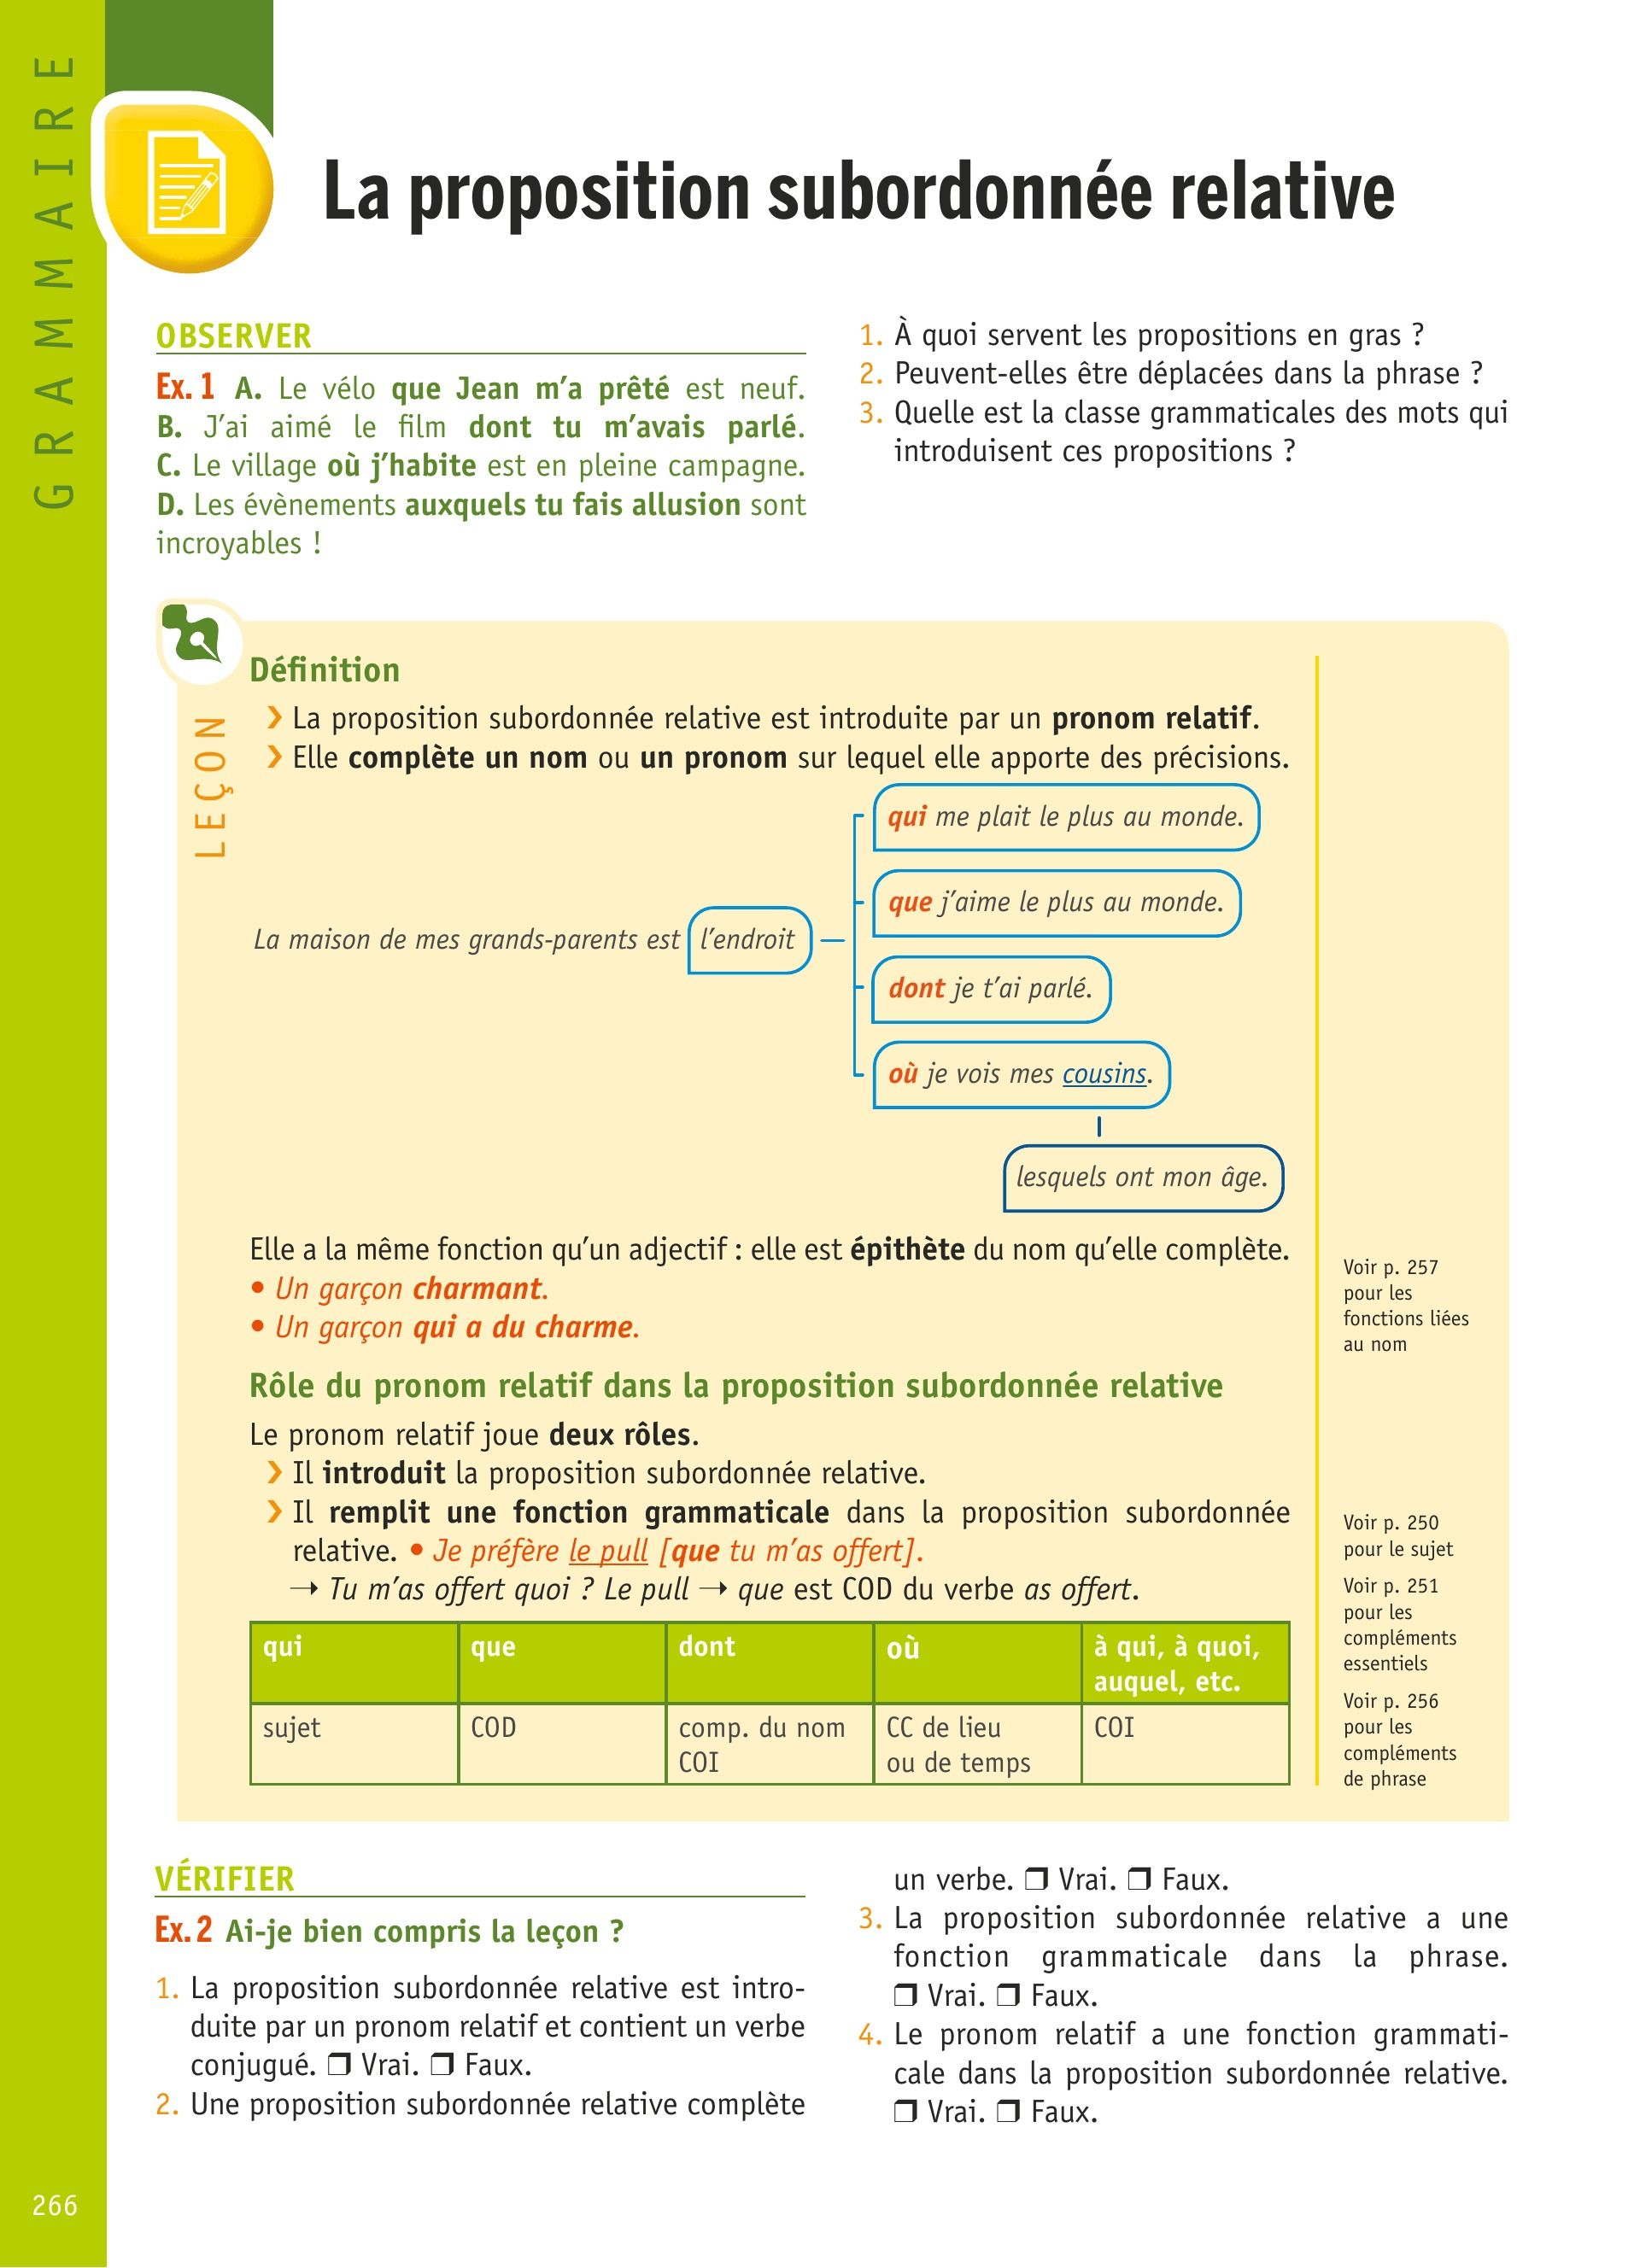 GRAMMAIRE
La proposition subordonnée relative
OBSERVER
Ex. 1 A. Le vélo que Jean m’a prêté est neuf.
B. J’ai aimé le film dont tu m’avais parlé.
C. Le village où j’habite est en pleine campagne.
D. Les évènements auxquels tu fais allusion sont
incroyables !
1. À quoi servent les propositions en gras ?
2. Peuvent-elles être déplacées dans la phrase ?
3. Quelle est la classe grammaticales des mots qui
introduisent ces propositions ?
LEÇON
Définition
› La proposition subordonnée relative est introduite par un pronom relatif.
› Elle complète un nom ou un pronom sur lequel elle apporte des précisions.
La maison de mes grands-parents est l’endroit
qui me plait le plus au monde.
que j’aime le plus au monde.
dont je t’ai parlé.
où je vois mes cousins.
lesquels ont mon âge.
Elle a la même fonction qu’un adjectif : elle est épithète du nom qu’elle complète.
• Un garçon charmant.
• Un garçon qui a du charme.
Voir p. 257
pour les
fonctions liées
au nom
Rôle du pronom relatif dans la proposition subordonnée relative
Le pronom relatif joue deux rôles.
› Il introduit la proposition subordonnée relative.
› Il remplit une fonction grammaticale dans la proposition subordonnée
relative. • Je préfère le pull [que tu m’as offert].
→ Tu m’as offert quoi ? Le pull → que est COD du verbe as offert.
qui que dont où à qui, à quoi,
auquel, etc.
sujet COD comp. du nom CC de lieu COI
COI ou de temps
Voir p. 250
pour le sujet
Voir p. 251
pour les
compléments
essentiels
Voir p. 256
pour les
compléments
de phrase
VÉRIFIER
Ex. 2 Ai-je bien compris la leçon ?
1. La proposition subordonnée relative est intro-
duite par un pronom relatif et contient un verbe
conjugué. ❒ Vrai. ❒ Faux.
2. Une proposition subordonnée relative complète
un verbe. ❒ Vrai. ❒ Faux.
3. La proposition subordonnée relative a une
fonction grammaticale dans la phrase.
❒ Vrai. ❒ Faux.
4. Le pronom relatif a une fonction grammati-
cale dans la proposition subordonnée relative.
❒ Vrai. ❒ Faux.
266